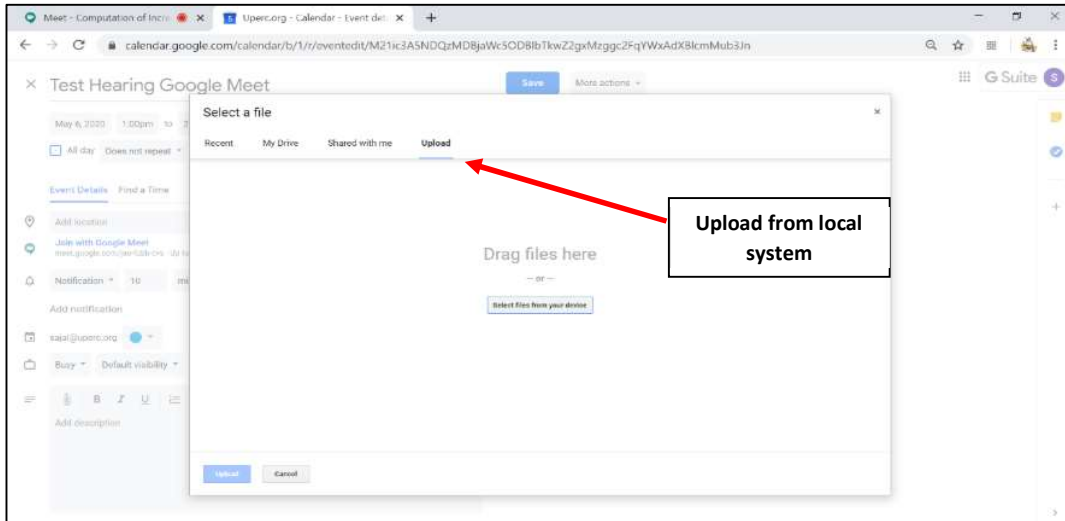 Meet - Computation of Incre
Uperc.org - Calendar - Event det
calendar.google.com/calendar/b/1/r/eventedit/
Test Hearing Google Meet
Save
More actions
G Suite
S
May 6, 2020 1:00pm to 2
All day Does not repeat
Event Details Find a Time
Add location
Join with Google Meet
Notification 10
Add notification
sajal@uperc.org
Busy Default visibility
B I U
Add description
Select a file
Recent My Drive Shared with me Upload
Drag files here
— or —
Select files from your device
Upload Cancel
Upload from local
system